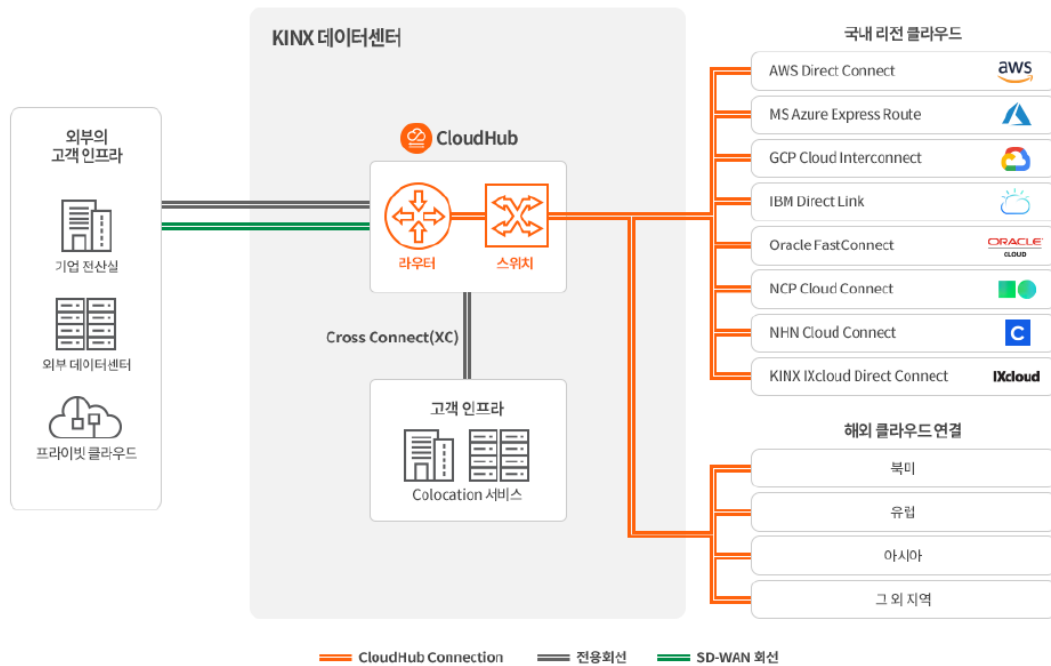 KINX 데이터센터
외부의
고객 인프라
기업 전산실
외부 데이터센터
프라이빗 클라우드
CloudHub
라우터
스위치
Cross Connect(XC)
고객 인프라
Colocation 서비스
국내 리전 클라우드
AWS Direct Connect
aws
MS Azure Express Route
GCP Cloud Interconnect
IBM Direct Link
Oracle FastConnect
ORACLE
CLOUD
NCP Cloud Connect
NHN Cloud Connect
C
KINX IXcloud Direct Connect
IXcloud
해외 클라우드 연결
북미
유럽
아시아
그 외 지역
CloudHub Connection
전용회선
SD-WAN 회선